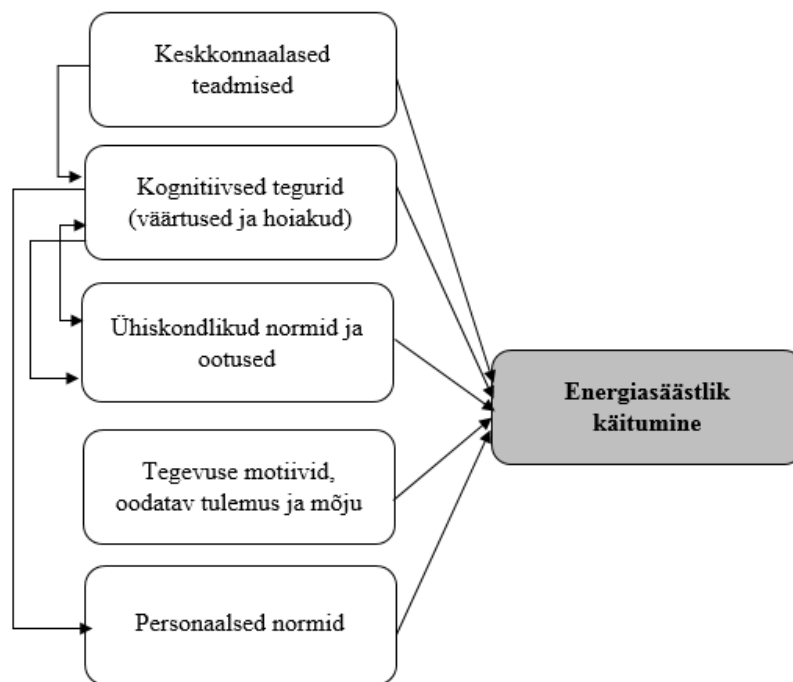 Keskkonnaalased
teadmised
Kognitiivsed tegurid
(väärtused ja hoiakud)
Ühiskondlikud normid ja
ootused
Tegevuse motiivid,
oodatav tulemus ja mõju
Personaalsed normid
Energiasäästlik
käitumine